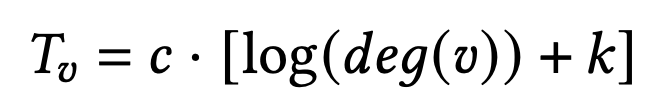 T_v = c · [log(deg(v)) + k]